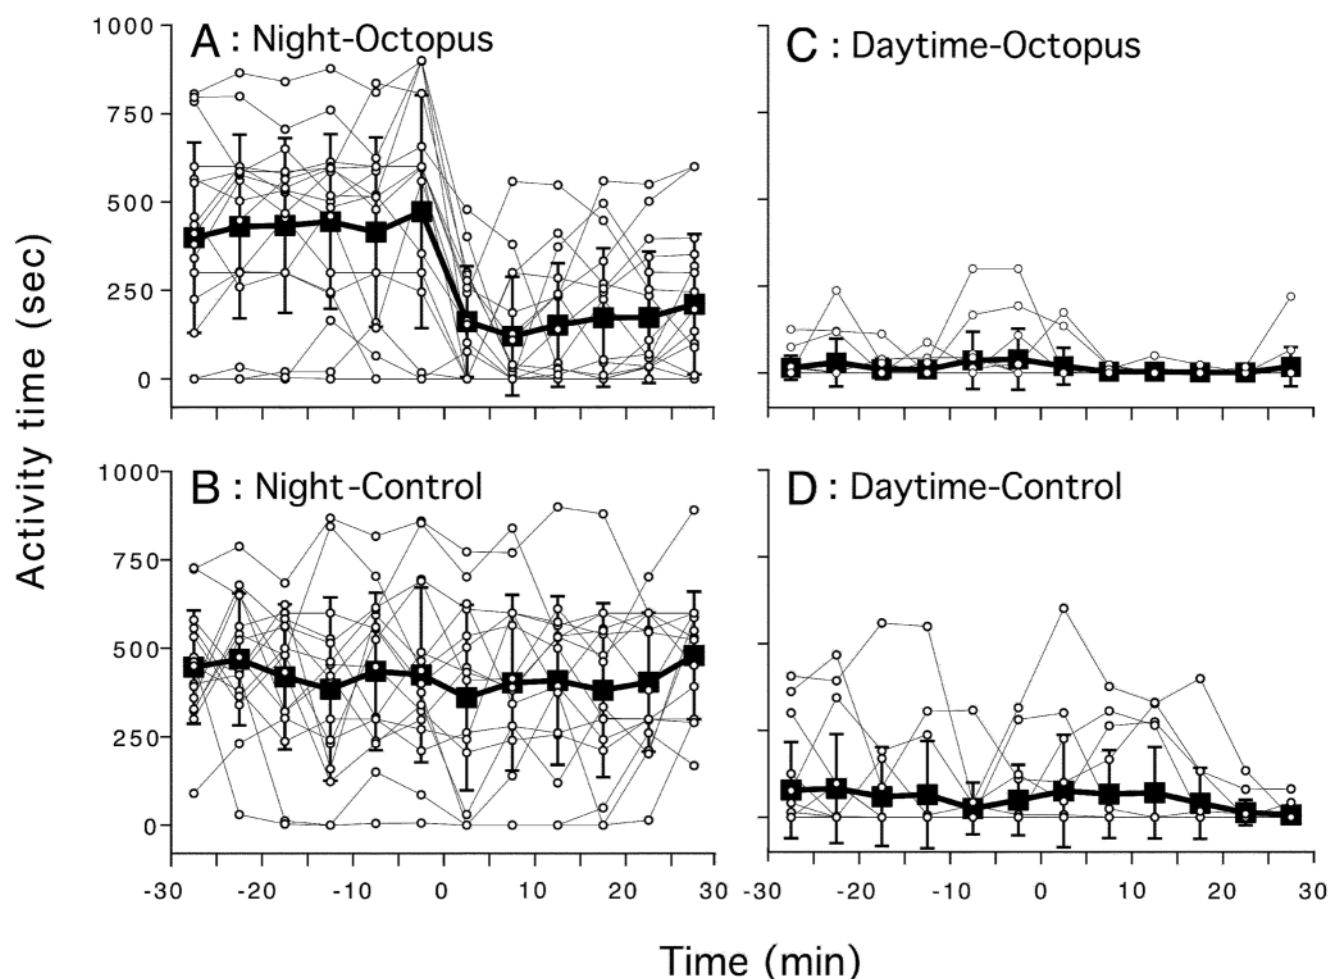 A : Night-Octopus
C : Daytime-Octopus
1000
750
500
250
0
B : Night-Control
D : Daytime-Control
1000
750
500
250
0
-30 -20 -10 0 10 20 30
-30 -20 -10 0 10 20 30
Activity time (sec)
Time (min)